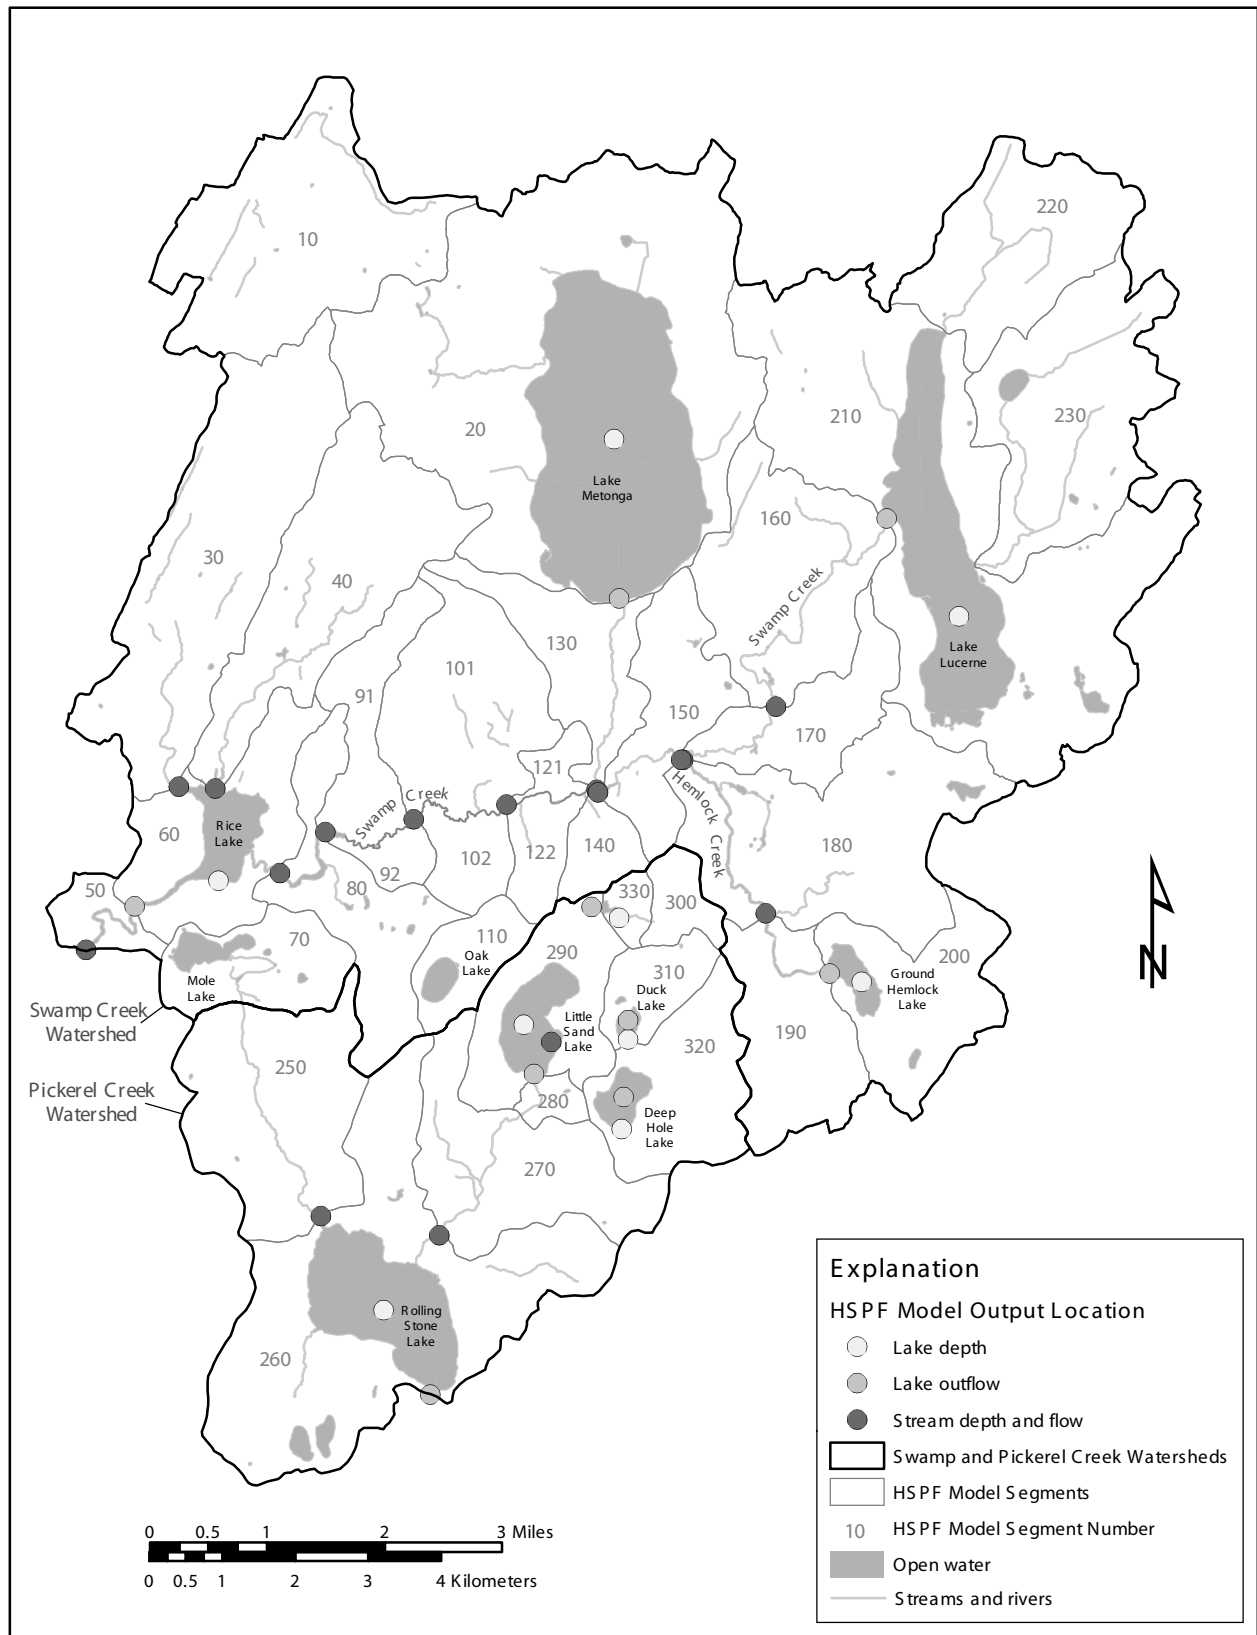 10
220
20
210
230
Lake
Metonga
160
30
40
Swamp Creek
130
101
Lake
Lucerne
91
150
170
121
Hemlock Creek
Swamp Creek
60
Rice
Lake
140
180
102
122
92
80
50
330
300
70
110
Oak
Lake
290
310
200
Mole
Lake
Ground
Hemlock
Lake
Duck
Lake
Swamp Creek
Watershed
Little
Sand
Lake
320
190
250
Pickerel Creek
Watershed
280
Deep
Hole
Lake
270
Rolling
Stone
Lake
260
Explanation
HSPF Model Output Location
Lake depth
Lake outflow
Stream depth and flow
Swamp and Pickerel Creek Watersheds
HSPF Model Segments
10 HSPF Model Segment Number
Open water
Streams and rivers
N
0 0.5 1 2 3 Miles
0 0.5 1 2 3 4 Kilometers